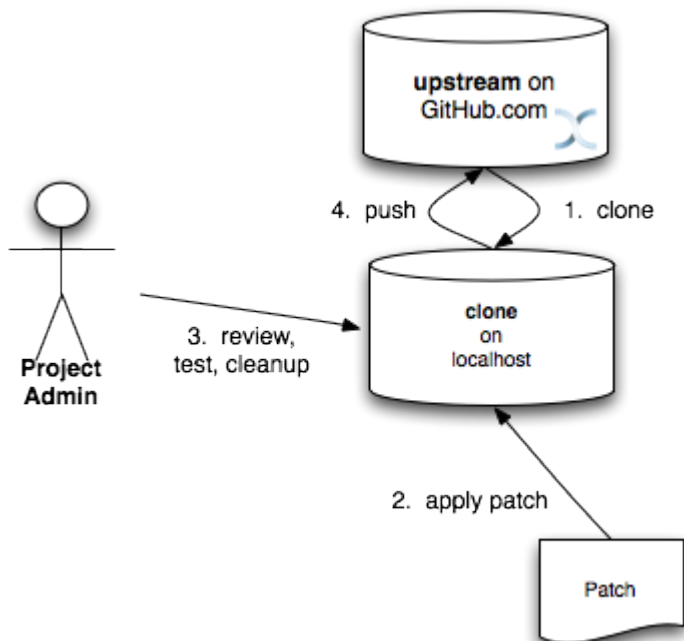 upstream on
GitHub.com
4. push
1. clone
clone
on
localhost
3. review,
test, cleanup
Project
Admin
2. apply patch
Patch